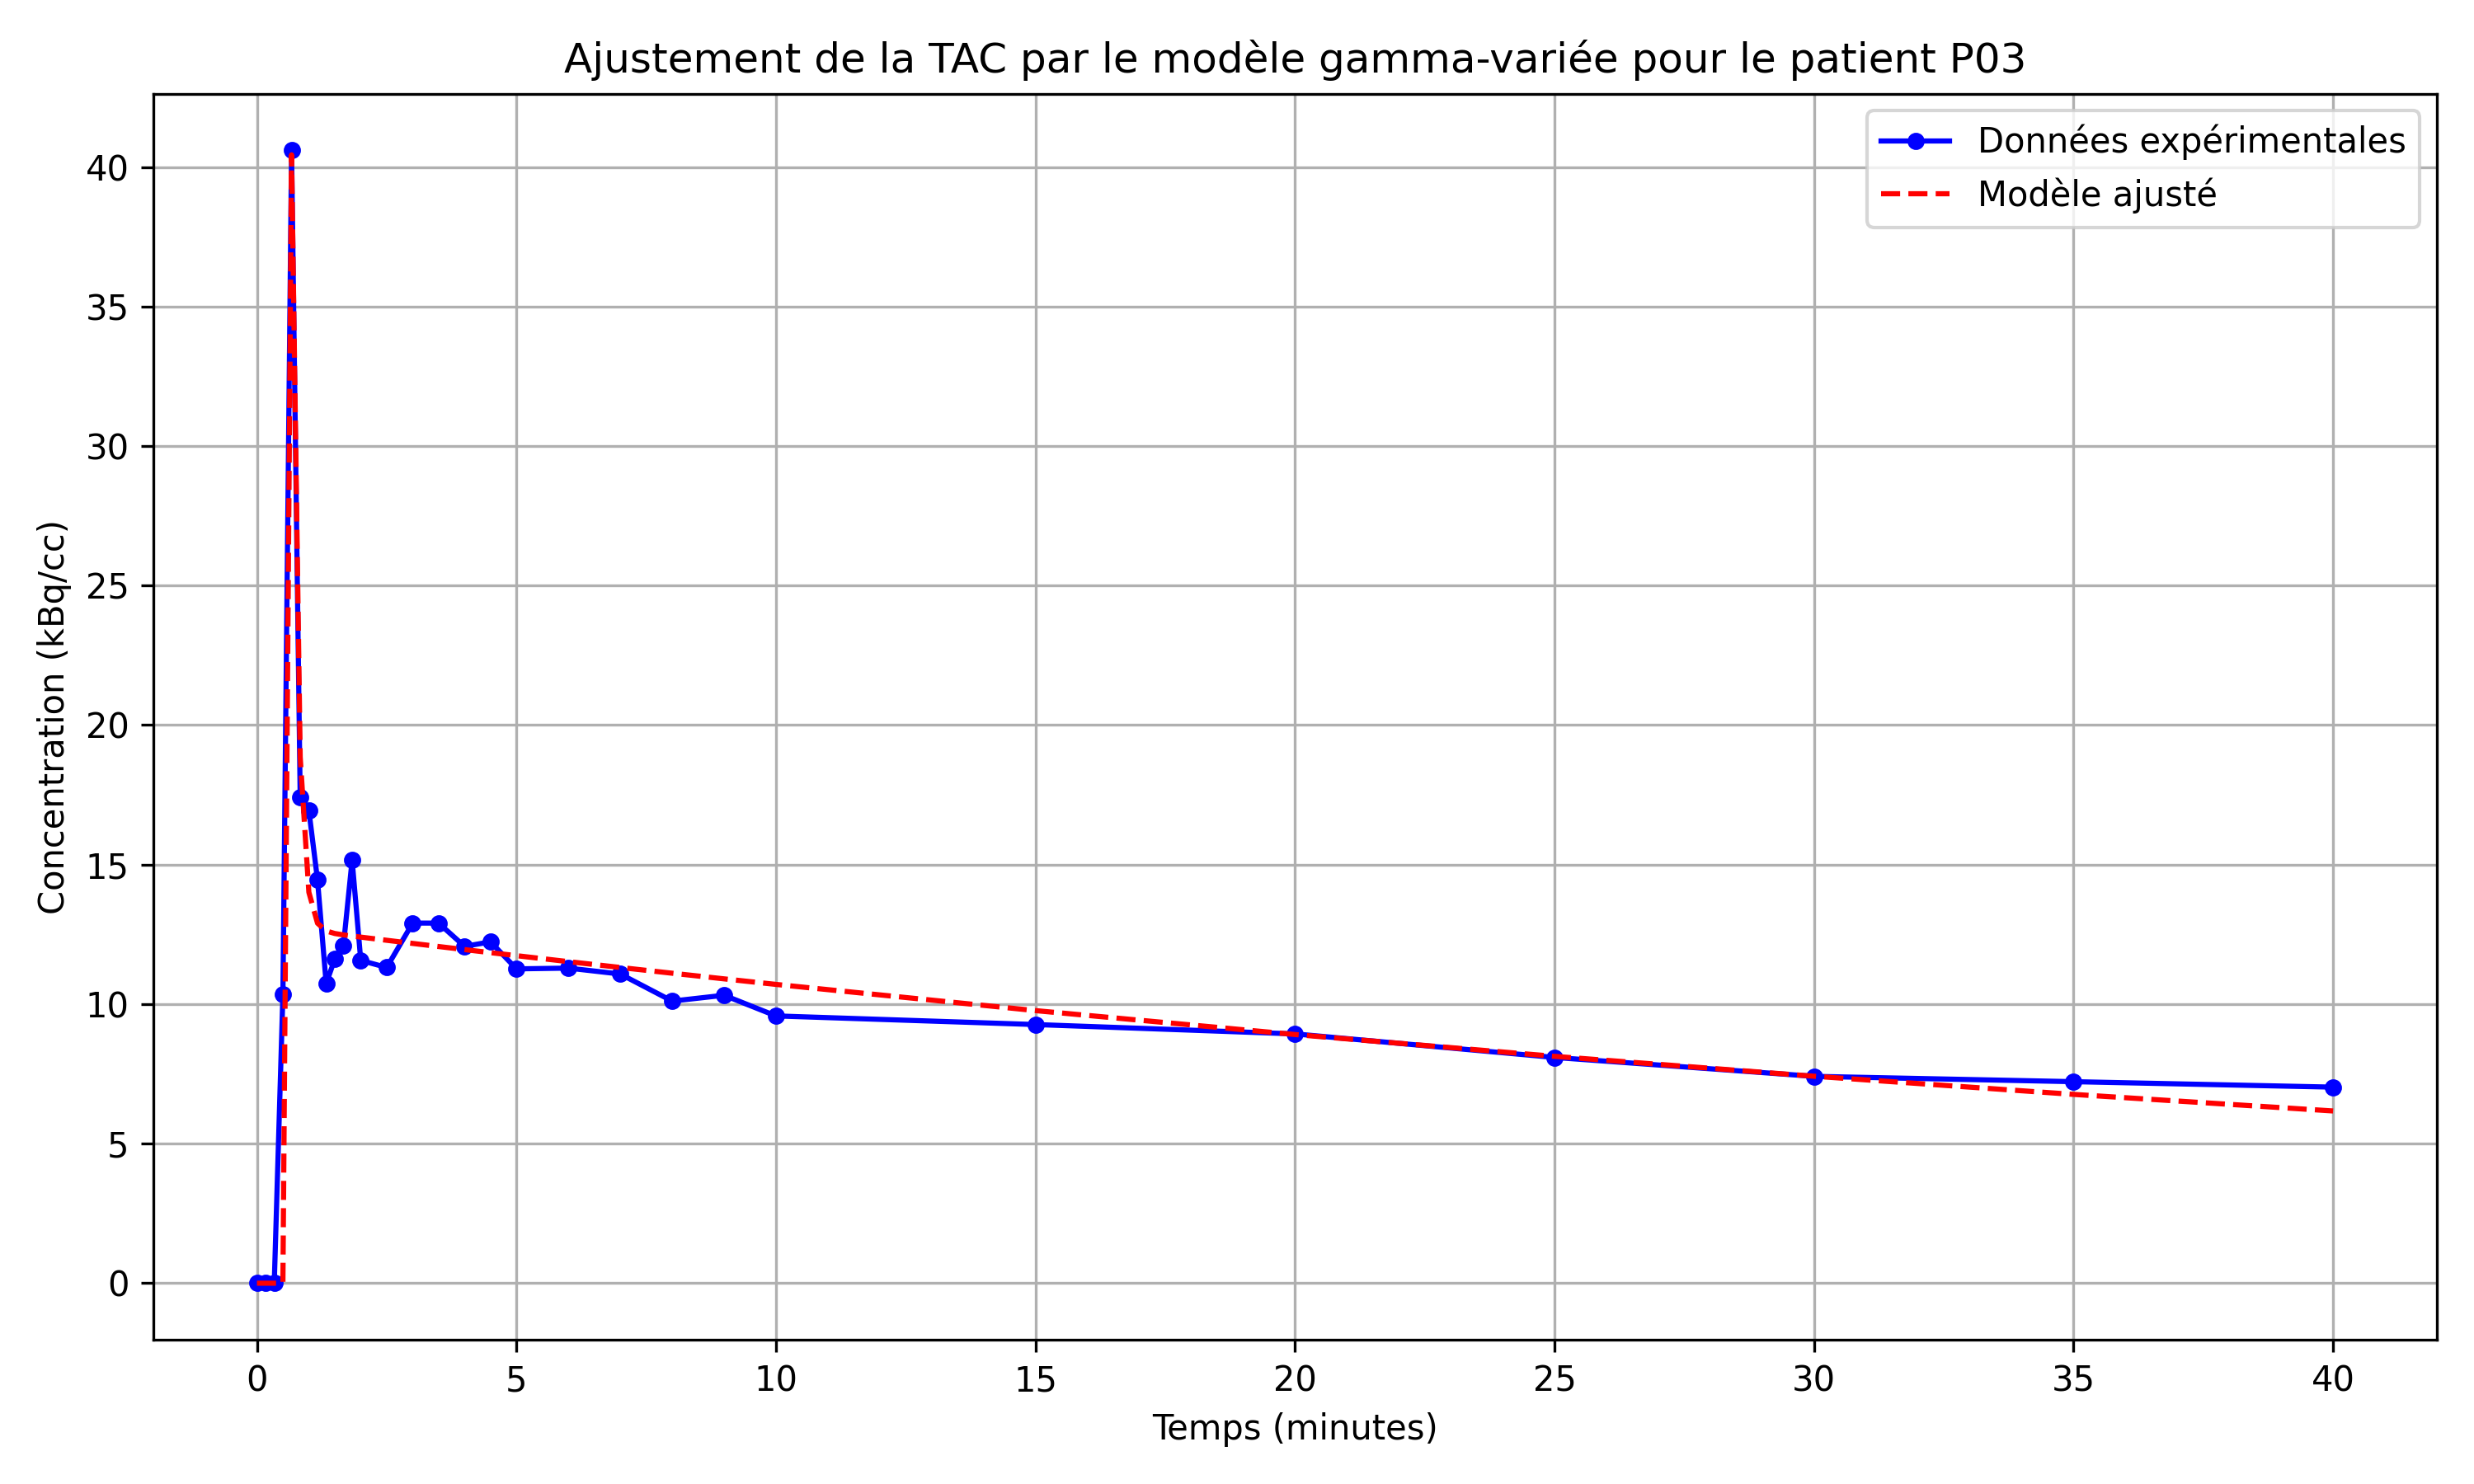 Ajustement de la TAC par le modèle gamma-variée pour le patient P03
Données expérimentales
Modèle ajusté
Concentration (kBq/cc)
40
35
30
25
20
15
10
5
0
0 5 10 15 20 25 30 35 40
Temps (minutes)